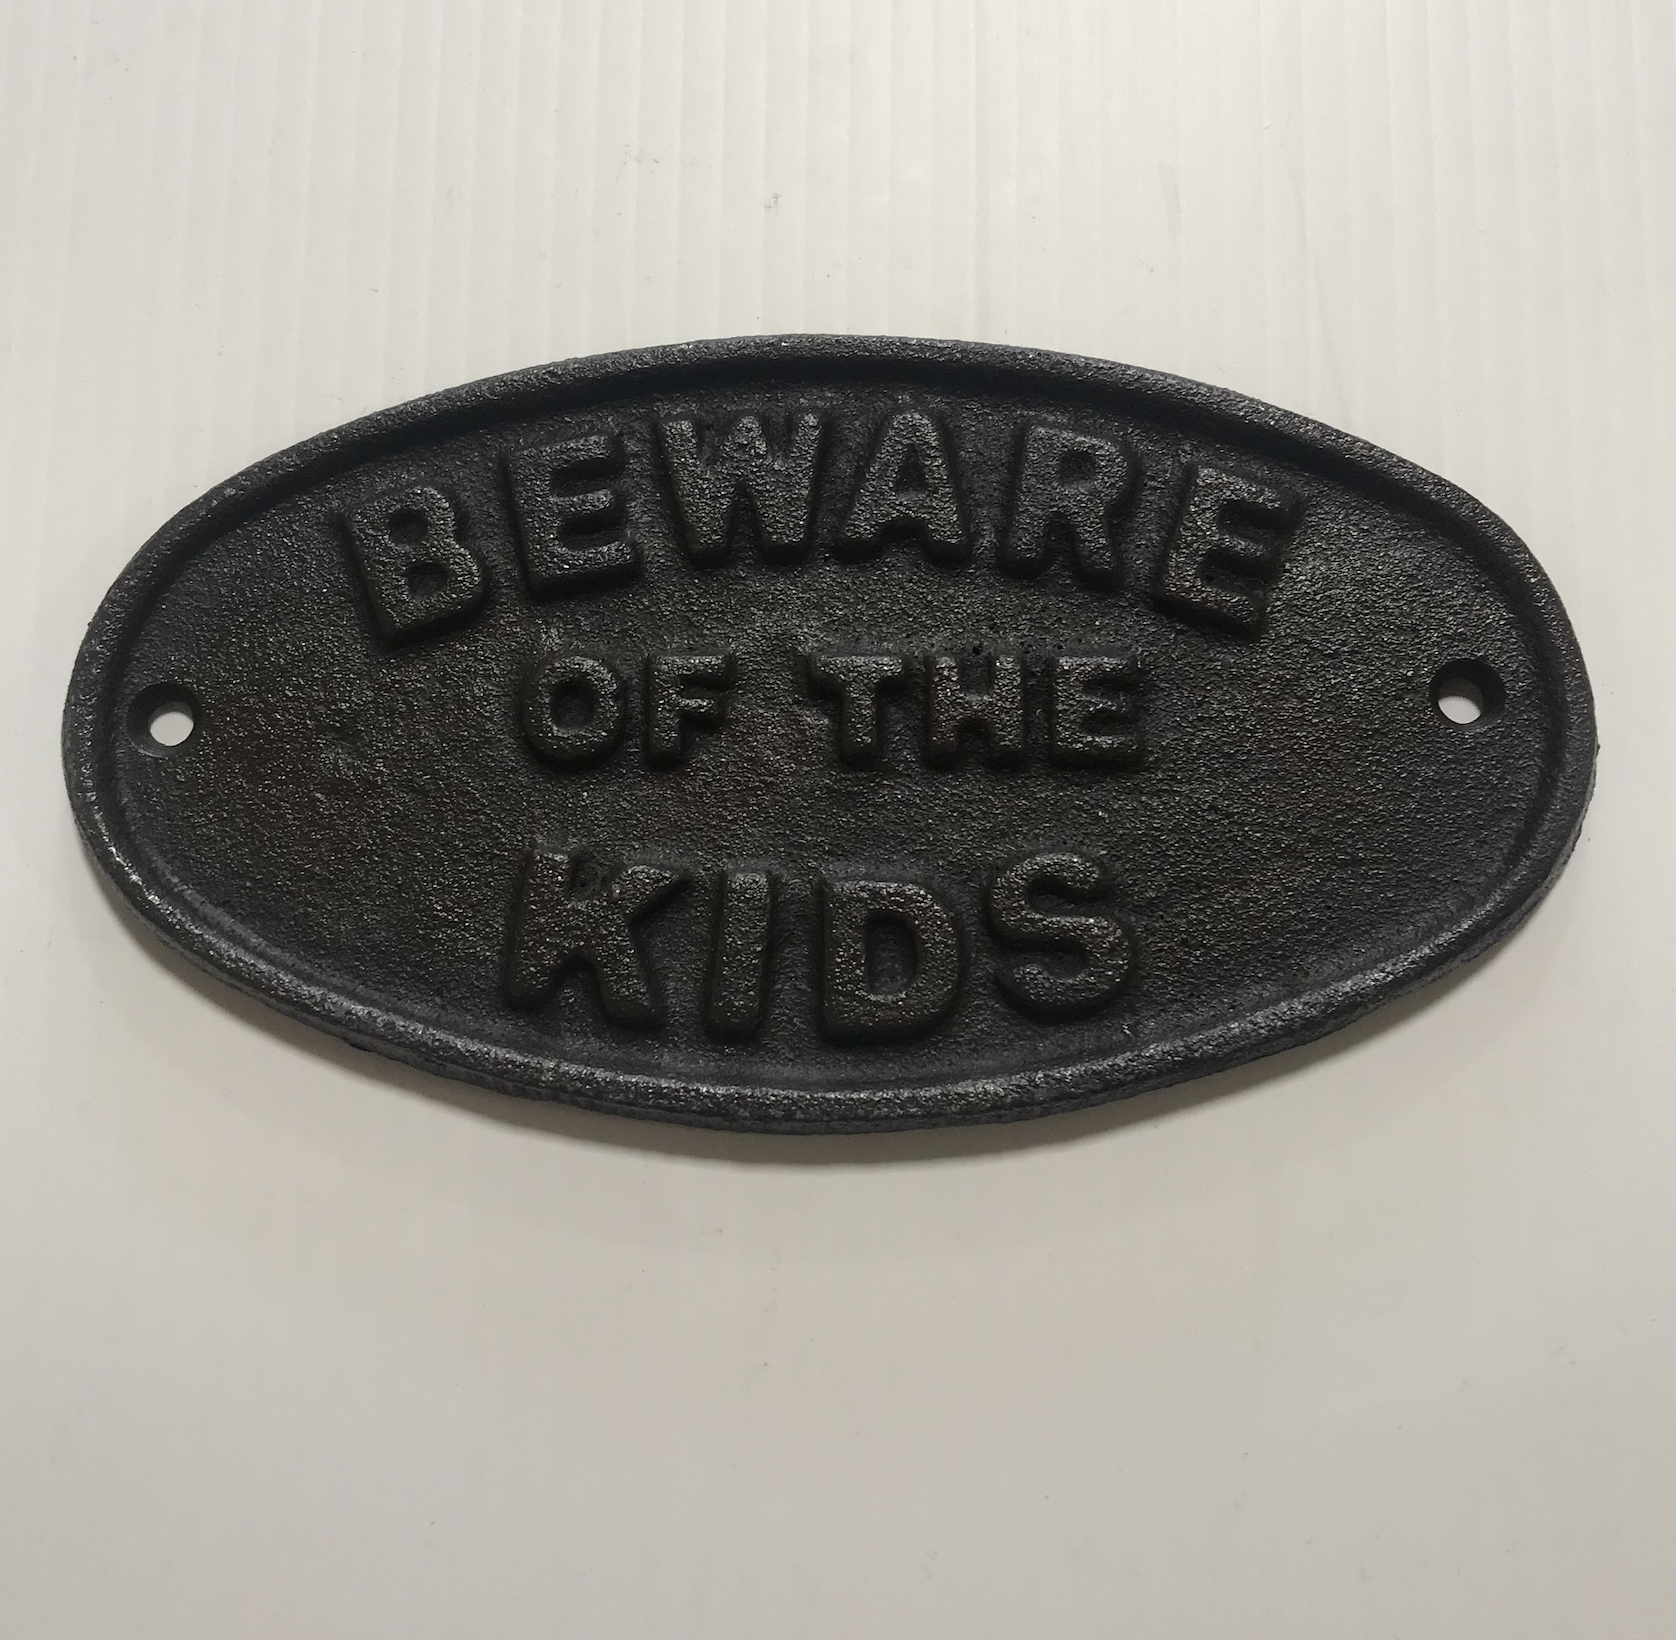 BEWARE
OF THE
KIDS